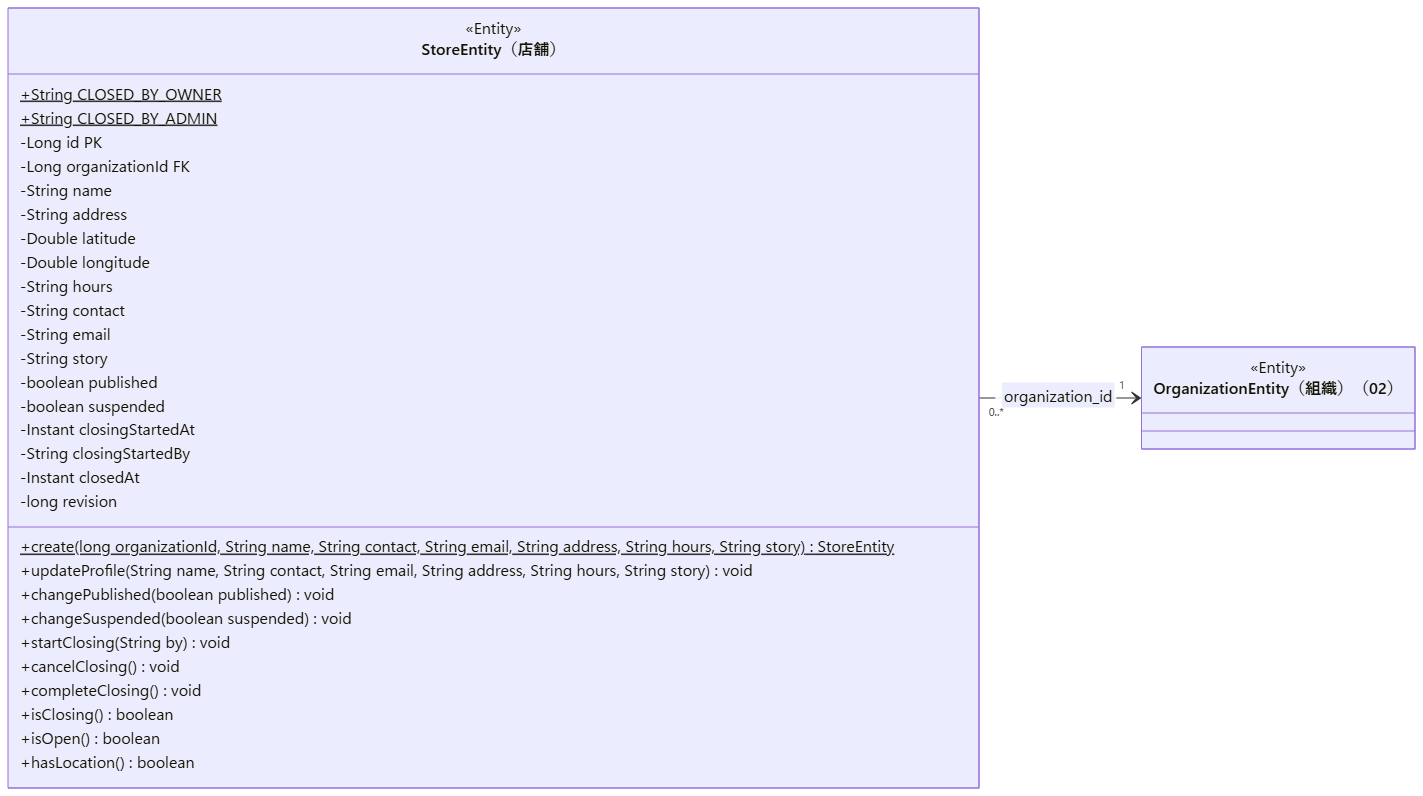 «Entity»
StoreEntity（店舗）
+String CLOSED_BY_OWNER
+String CLOSED_BY_ADMIN
-Long id PK
-Long organizationId FK
-String name
-String address
-Double latitude
-Double longitude
-String hours
-String contact
-String email
-String story
-boolean published
-boolean suspended
-Instant closingStartedAt
-String closingStartedBy
-Instant closedAt
-long revision
+create(long organizationId, String name, String contact, String email, String address, String hours, String story) : StoreEntity
+updateProfile(String name, String contact, String email, String address, String hours, String story) : void
+changePublished(boolean published) : void
+changeSuspended(boolean suspended) : void
+startClosing(String by) : void
+cancelClosing() : void
+completeClosing() : void
+isClosing() : boolean
+isOpen() : boolean
+hasLocation() : boolean
0..*
organization_id
1
«Entity»
OrganizationEntity（組織）（02）